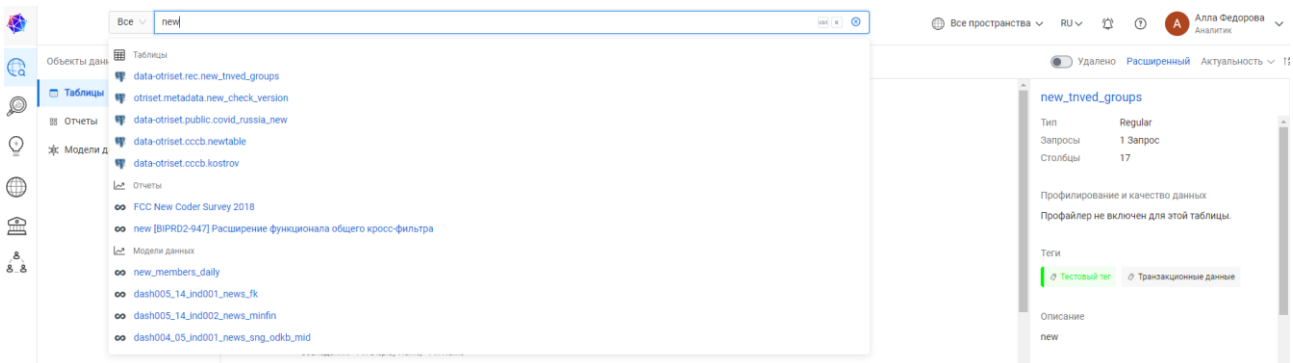 Все new ctrl K Все пространства RU А Алла Федорова
Аналитик
Объекты данн
Удалено Расширенный Актуальность
Таблицы
Отчеты
Модели д
Таблицы
data-otriset.rec.new_tnved_groups
otriset.metadata.new_check_version
data-otriset.public.covid_russia_new
data-otriset.cccb.newtable
data-otriset.cccb.kostrov
Отчеты
FCC New Coder Survey 2018
new [BIPRD2-947] Расширение функционала общего кросс-фильтра
Модели данных
new_members_daily
dash005_14_ind001_news_fk
dash005_14_ind002_news_minfin
dash004_05_ind001_news_sng_odkb_mid
new_tnved_groups
Тип Regular
Запросы 1 Запрос
Столбцы 17
Профилирование и качество данных
Профайлер не включен для этой таблицы.
Теги
Тестовый тег Транзакционные данные
Описание
new